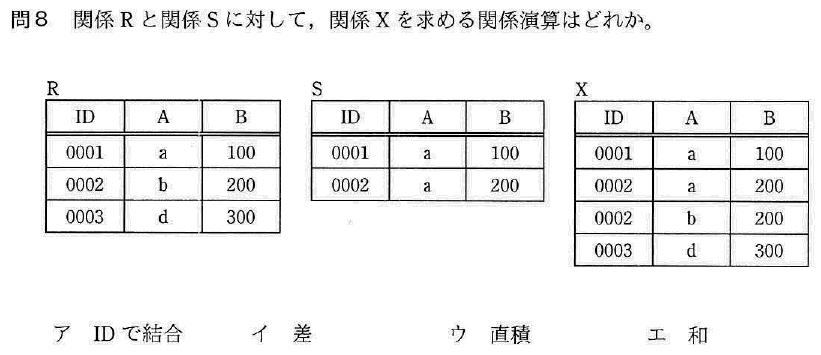 問8 関係Rと関係Sに対して，関係Xを求める関係演算はどれか。
R
ID A B
0001 a 100
0002 b 200
0003 d 300
S
ID A B
0001 a 100
0002 a 200
X
ID A B
0001 a 100
0002 a 200
0002 b 200
0003 d 300
ア IDで結合 イ 差 ウ 直積 エ 和